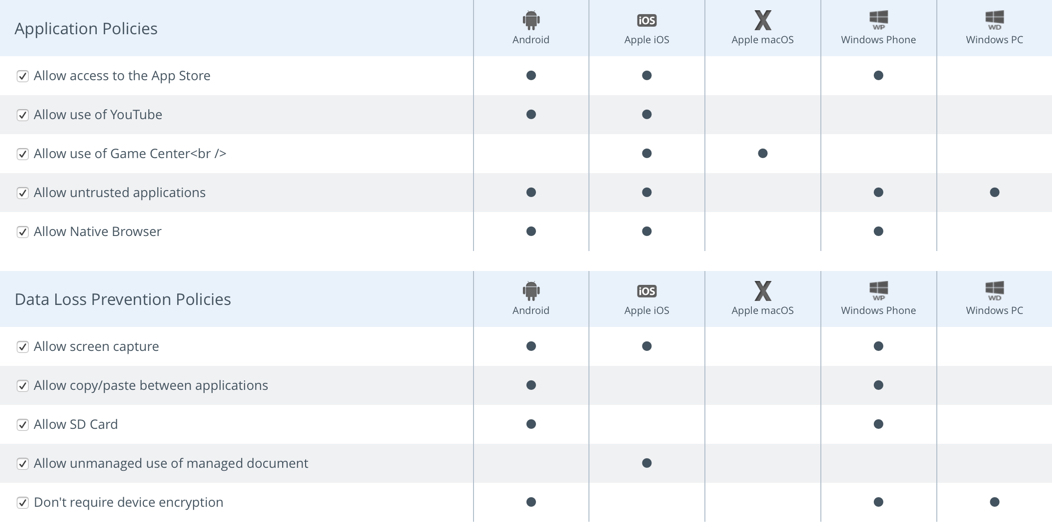 Application Policies
Android
iOS
Apple iOS
X
Apple macOS
WP
Windows Phone
WD
Windows PC
Allow access to the App Store
Allow use of YouTube
Allow use of Game Center<br />
Allow untrusted applications
Allow Native Browser
Data Loss Prevention Policies
Android
iOS
Apple iOS
X
Apple macOS
WP
Windows Phone
WD
Windows PC
Allow screen capture
Allow copy/paste between applications
Allow SD Card
Allow unmanaged use of managed document
Don't require device encryption